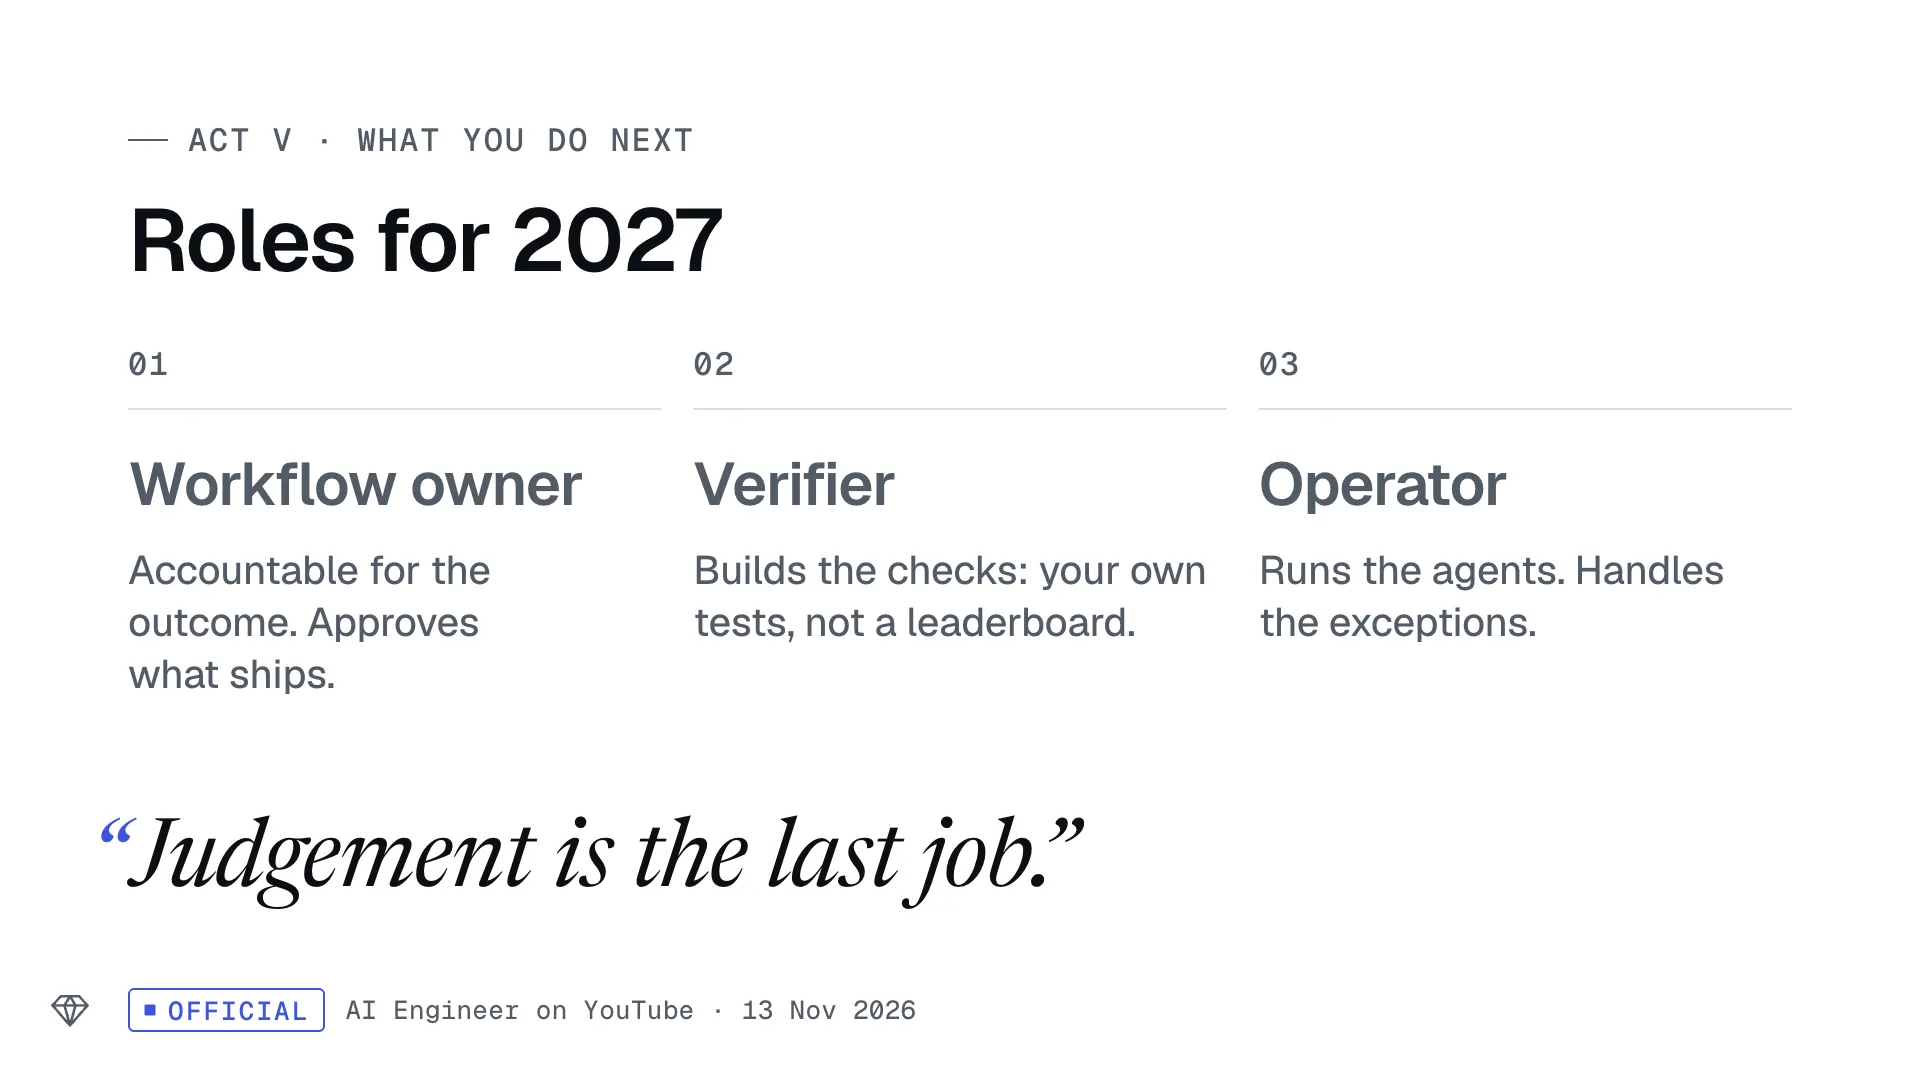 ACT V · WHAT YOU DO NEXT
Roles for 2027
01
Workflow owner
Accountable for the
outcome. Approves
what ships.
02
Verifier
Builds the checks: your own
tests, not a leaderboard.
03
Operator
Runs the agents. Handles
the exceptions.
“Judgement is the last job.”
OFFICIAL AI Engineer on YouTube · 13 Nov 2026